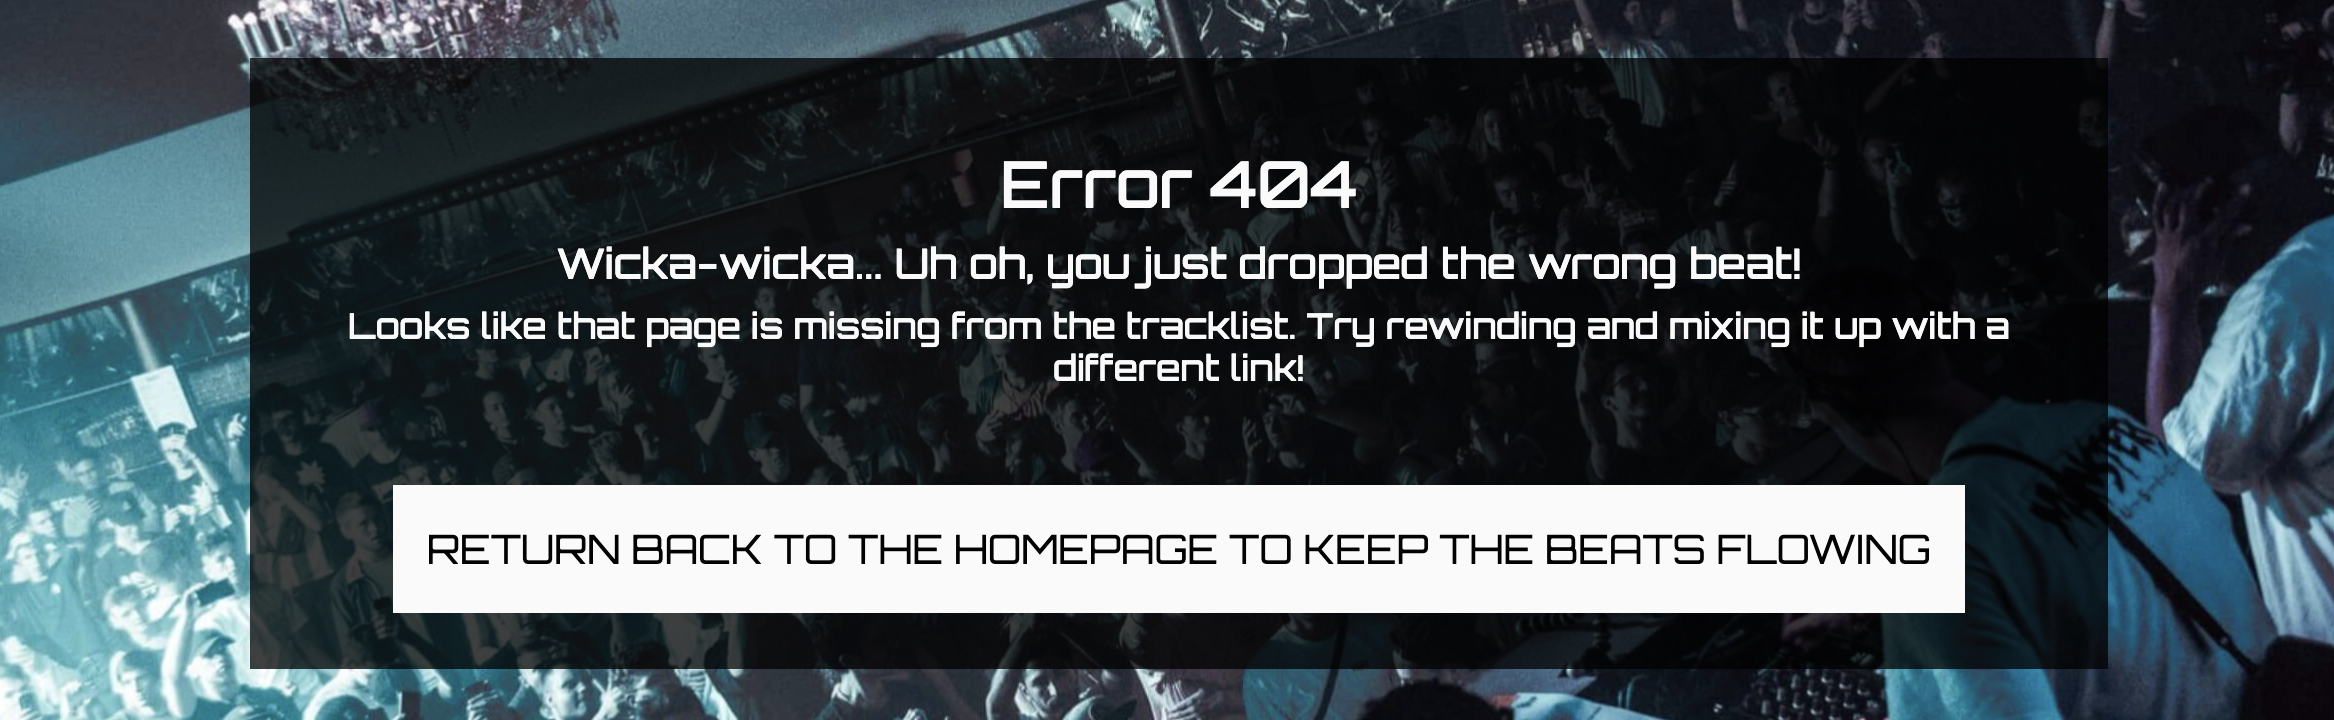 Error 404
Wicka-wicka... Uh oh, you just dropped the wrong beat!
Looks like that page is missing from the tracklist. Try rewinding and mixing it up with a
different link!
RETURN BACK TO THE HOMEPAGE TO KEEP THE BEATS FLOWING